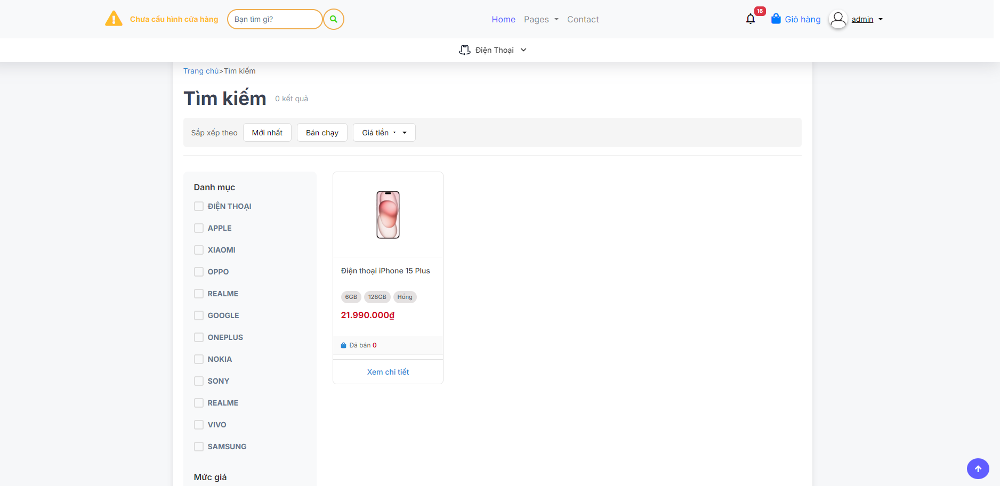 Chưa cấu hình cửa hàng
Bạn tìm gì?
Home Pages Contact
16
Giỏ hàng
admin
Điện Thoại
Trang chủ>Tìm kiếm
Tìm kiếm 0 kết quả
Sắp xếp theo Mới nhất Bán chạy Giá tiền
Danh mục
ĐIỆN THOẠI
APPLE
XIAOMI
OPPO
REALME
GOOGLE
ONEPLUS
NOKIA
SONY
REALME
VIVO
SAMSUNG
Mức giá
Điện thoại iPhone 15 Plus
6GB 128GB Hồng
21.990.000₫
Đã bán 0
Xem chi tiết